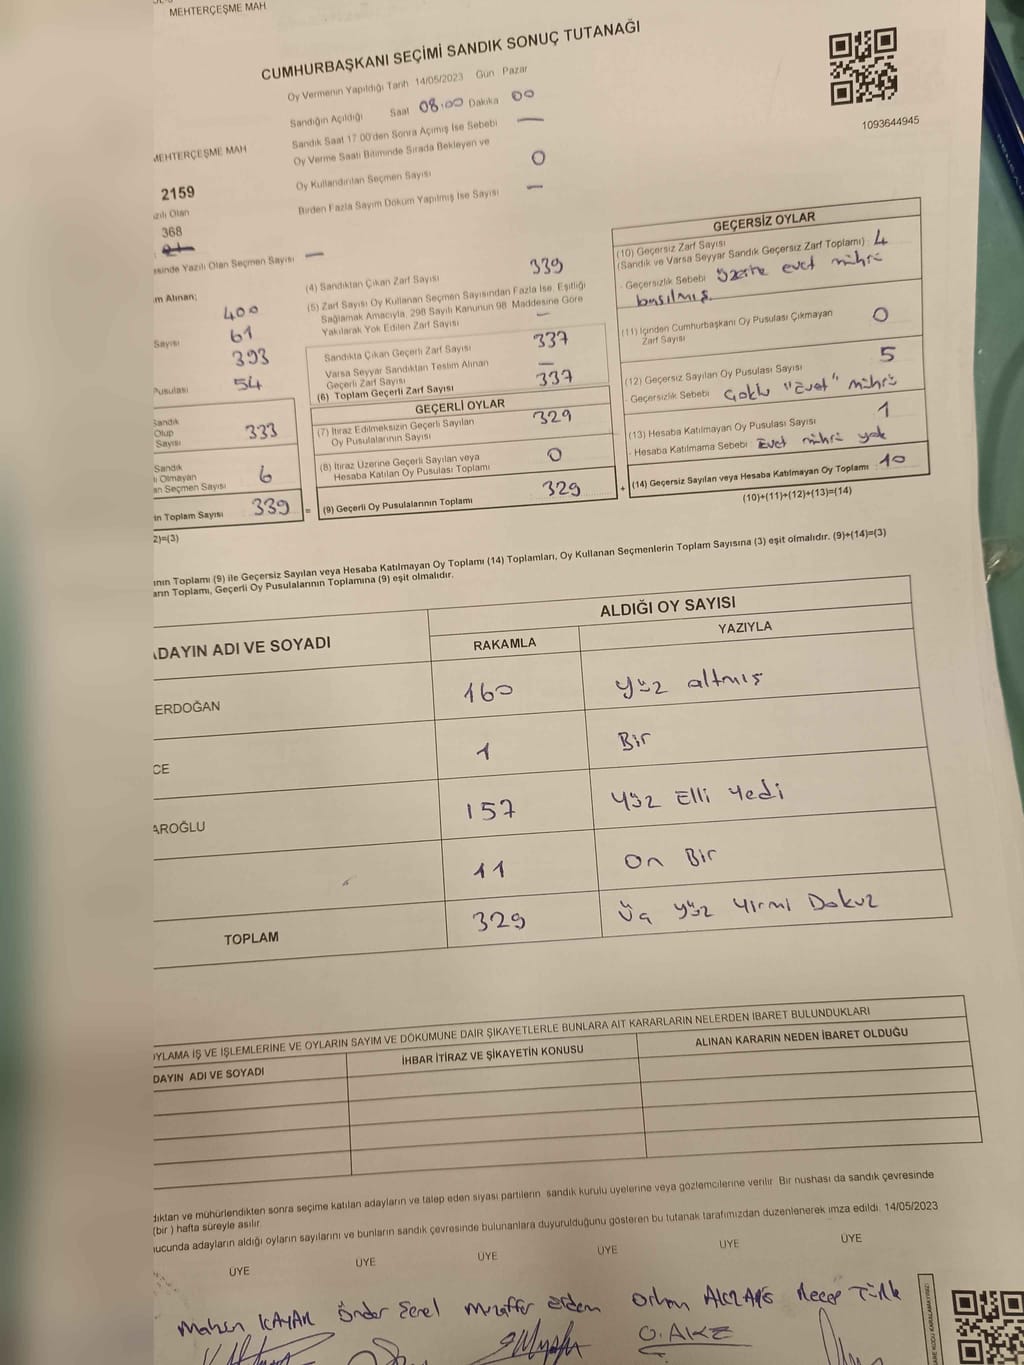 MEHTERÇEŞME MAH
CUMHURBAŞKANI SEÇİMİ SANDIK SONUÇ TUTANAĞI
Oy Vermenin Yapıldığı Tarih 14/05/2023 Gün Pazar
Sandığın Açıldığı Saat 08:00 Dakika 00
Sandık Saat 17 00'den Sonra Açımış İse Sebebi —
Oy Verme Saati Bitiminde Sırada Bekleyen ve
Oy Kullandırılan Seçmen Sayısı 0
Birden Fazla Sayım Döküm Yapılmış İse Sayısı —
1093644945
MEHTERÇEŞME MAH
2159
zılı Olan
368
esinde Yazılı Olan Seçmen Sayısı —
m Alınan;
400
Sayısı 61
393
Pusulası 54
Sandık
Olup
Sayısı 333
Sandık
lı Olmayan
an Seçmen Sayısı 6
in Toplam Sayısı 339 =
2)=(3)
(4) Sandıktan Çıkan Zarf Sayısı 339
(5) Zarf Sayısı Oy Kullanan Seçmen Sayısından Fazla İse, Eşitliği
Sağlamak Amacıyla, 298 Sayılı Kanunun 98. Maddesine Göre
Yakılarak Yok Edilen Zarf Sayısı —
Sandıkta Çıkan Geçerli Zarf Sayısı 337
Varsa Seyyar Sandıktan Teslim Alınan
Geçerli Zarf Sayısı —
(6) Toplam Geçerli Zarf Sayısı 337
GEÇERLİ OYLAR
(7) İtiraz Edilmeksizin Geçerli Sayılan
Oy Pusulalarının Sayısı 329
(8) İtiraz Üzerine Geçerli Sayılan veya
Hesaba Katılan Oy Pusulası Toplamı 0
(9) Geçerli Oy Pusulalarının Toplamı 329 +
GEÇERSİZ OYLAR
(10) Geçersiz Zarf Sayısı
(Sandık ve Varsa Seyyar Sandık Geçersiz Zarf Toplamı) 4
- Geçersizlik Sebebi üzerine evet mührü
basılmış.
(11) İçinden Cumhurbaşkanı Oy Pusulası Çıkmayan
Zarf Sayısı 0
(12) Geçersiz Sayılan Oy Pusulası Sayısı 5
- Geçersizlik Sebebi Çoklu "Evet" mührü
(13) Hesaba Katılmayan Oy Pusulası Sayısı 1
- Hesaba Katılmama Sebebi Evet mührü yok
(14) Geçersiz Sayılan veya Hesaba Katılmayan Oy Toplamı 10
(10)+(11)+(12)+(13)=(14)
ının Toplamı (9) ile Geçersiz Sayılan veya Hesaba Katılmayan Oy Toplamı (14) Toplamları, Oy Kullanan Seçmenlerin Toplam Sayısına (3) eşit olmalıdır. (9)+(14)=(3)
arın Toplamı, Geçerli Oy Pusulalarının Toplamına (9) eşit olmalıdır.
ADAYIN ADI VE SOYADI
ALDIĞI OY SAYISI
RAKAMLA YAZIYLA
ERDOĞAN 160 yüz altmış
CE 1 Bir
AROĞLU 157 Yüz Elli Yedi
11 On Bir
TOPLAM 329 Üç yüz Yirmi Dokuz
OYLAMA İŞ VE İŞLEMLERİNE VE OYLARIN SAYIM VE DÖKÜMÜNE DAİR ŞİKAYETLERLE BUNLARA AİT KARARLARIN NELERDEN İBARET BULUNDUKLARI
DAYIN ADI VE SOYADI İHBAR İTİRAZ VE ŞİKAYETİN KONUSU ALINAN KARARIN NEDEN İBARET OLDUĞU
dıktan ve mühürlendikten sonra seçime katılan adayların ve talep eden siyasi partilerin sandık kurulu üyelerine veya gözlemcilerine verilir. Bir nushası da sandık çevresinde
(bir ) hafta süreyle asılır.
ucunda adayların aldığı oyların sayılarını ve bunların sandık çevresinde bulunanlara duyurulduğunu gösteren bu tutanak tarafımızdan düzenlenerek imza edildi. 14/05/2023
ÜYE ÜYE ÜYE ÜYE ÜYE ÜYE
KAYAR Önder Erel Muzaffer Erdem Orhan Recep Türk
O. AKE